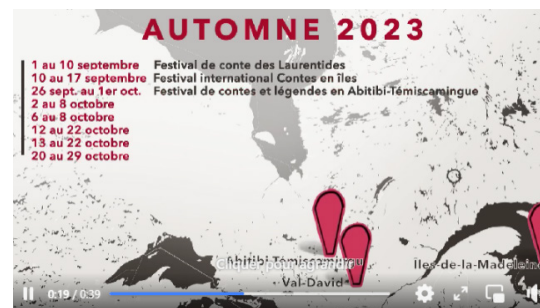 AUTOMNE 2023
1 au 10 septembre Festival de conte des Laurentides
10 au 17 septembre Festival international Contes en îles
26 sept. au 1er oct. Festival de contes et légendes en Abitibi-Témiscamingue
2 au 8 octobre
6 au 8 octobre
12 au 22 octobre
13 au 22 octobre
20 au 29 octobre
Abitibi-Témiscamingue
Cliquer pour agrandir
Îles-de-la-Madeleine
Val-David
0:19 / 0:39